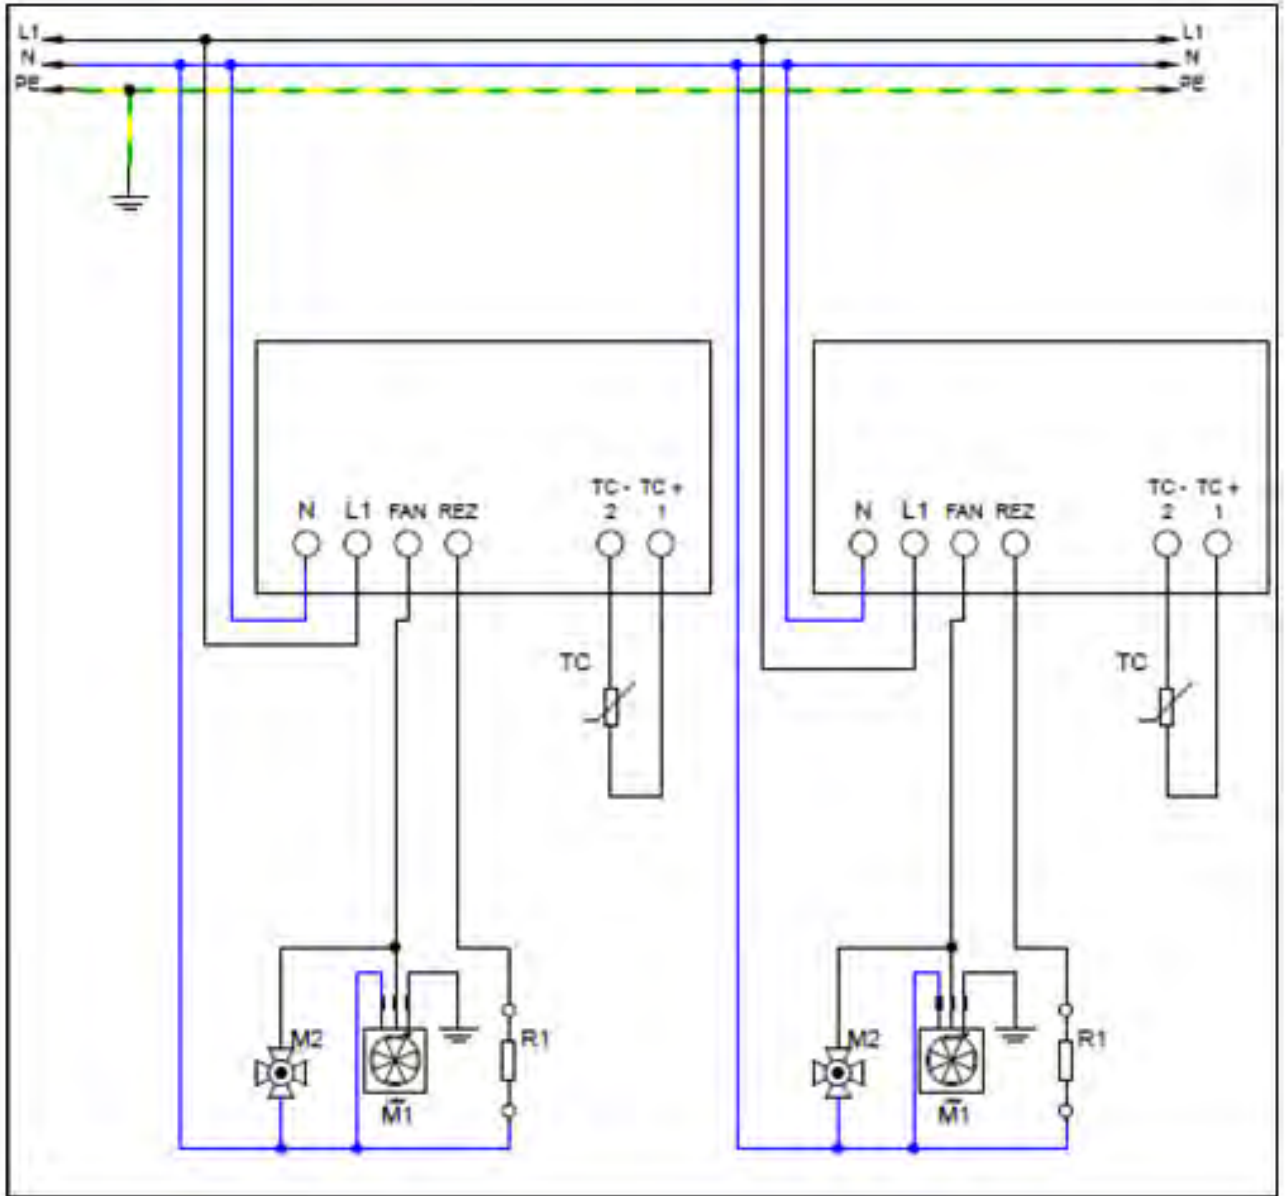 L1 L1
N N
PE PE
TC - TC + TC - TC +
N L1 FAN REZ 2 1 N L1 FAN REZ 2 1
TC TC
M2 R1 M2 R1
M1 M1